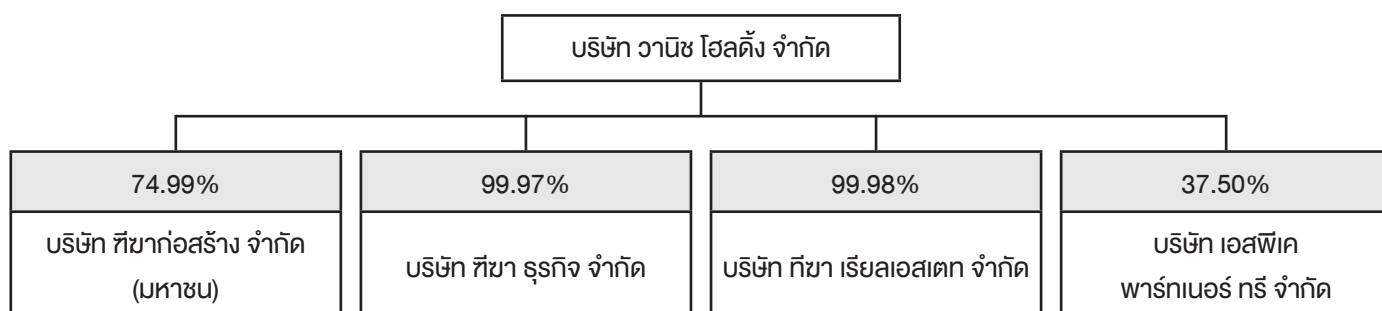 บริษัท วานิช โฮลดิ้ง จำกัด
74.99%
99.97%
99.98%
37.50%
บริษัท ฑีฆาก่อสร้าง จำกัด
(มหาชน)
บริษัท ฑีฆา ธุรกิจ จำกัด
บริษัท ทีฆา เรียลเอสเตท จำกัด
บริษัท เอสพีเค
พาร์ทเนอร์ ทรี จำกัด